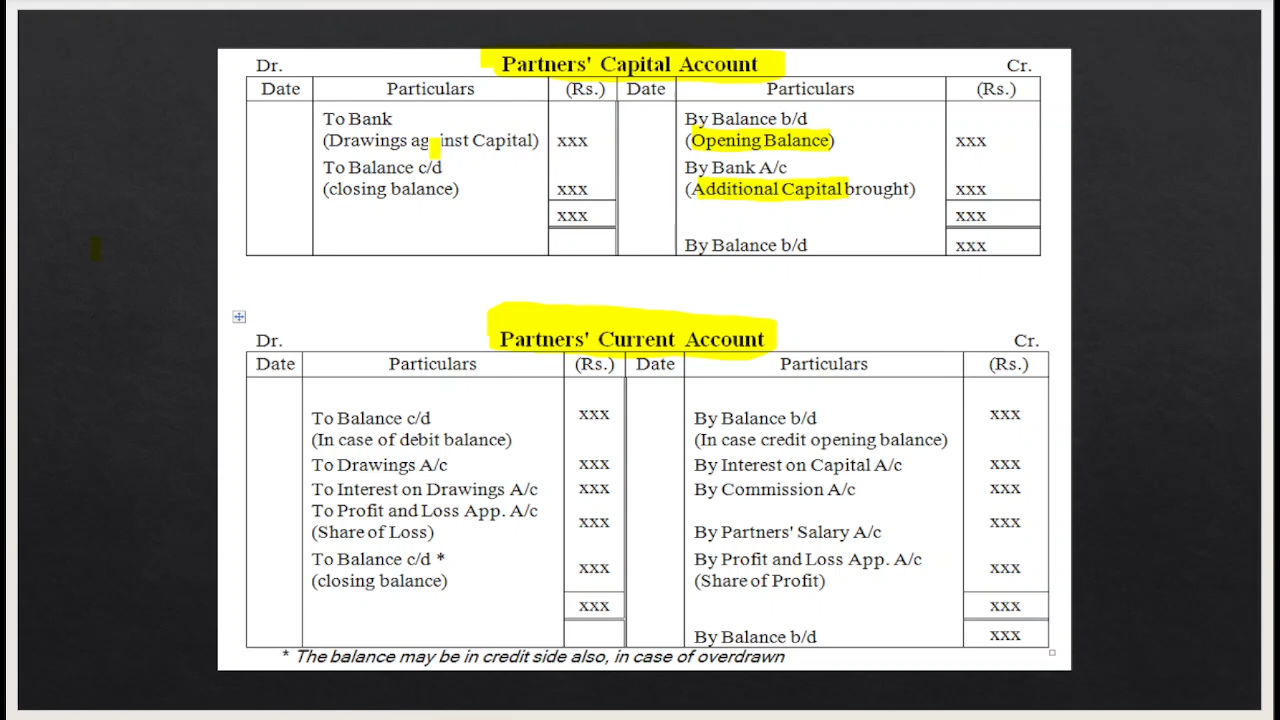 Partners' Capital Account
Dr. Cr.
Date Particulars (Rs.) Date Particulars (Rs.)
To Bank By Balance b/d
(Drawings against Capital) xxx (Opening Balance) xxx
To Balance c/d By Bank A/c
(closing balance) xxx (Additional Capital brought) xxx
xxx xxx
By Balance b/d xxx
Partners' Current Account
Dr. Cr.
Date Particulars (Rs.) Date Particulars (Rs.)
To Balance c/d xxx By Balance b/d xxx
(In case of debit balance) (In case credit opening balance)
To Drawings A/c xxx By Interest on Capital A/c xxx
To Interest on Drawings A/c xxx By Commission A/c xxx
To Profit and Loss App. A/c
(Share of Loss) xxx By Partners' Salary A/c xxx
To Balance c/d * By Profit and Loss App. A/c
(closing balance) xxx (Share of Profit) xxx
xxx xxx
By Balance b/d xxx
* The balance may be in credit side also, in case of overdrawn